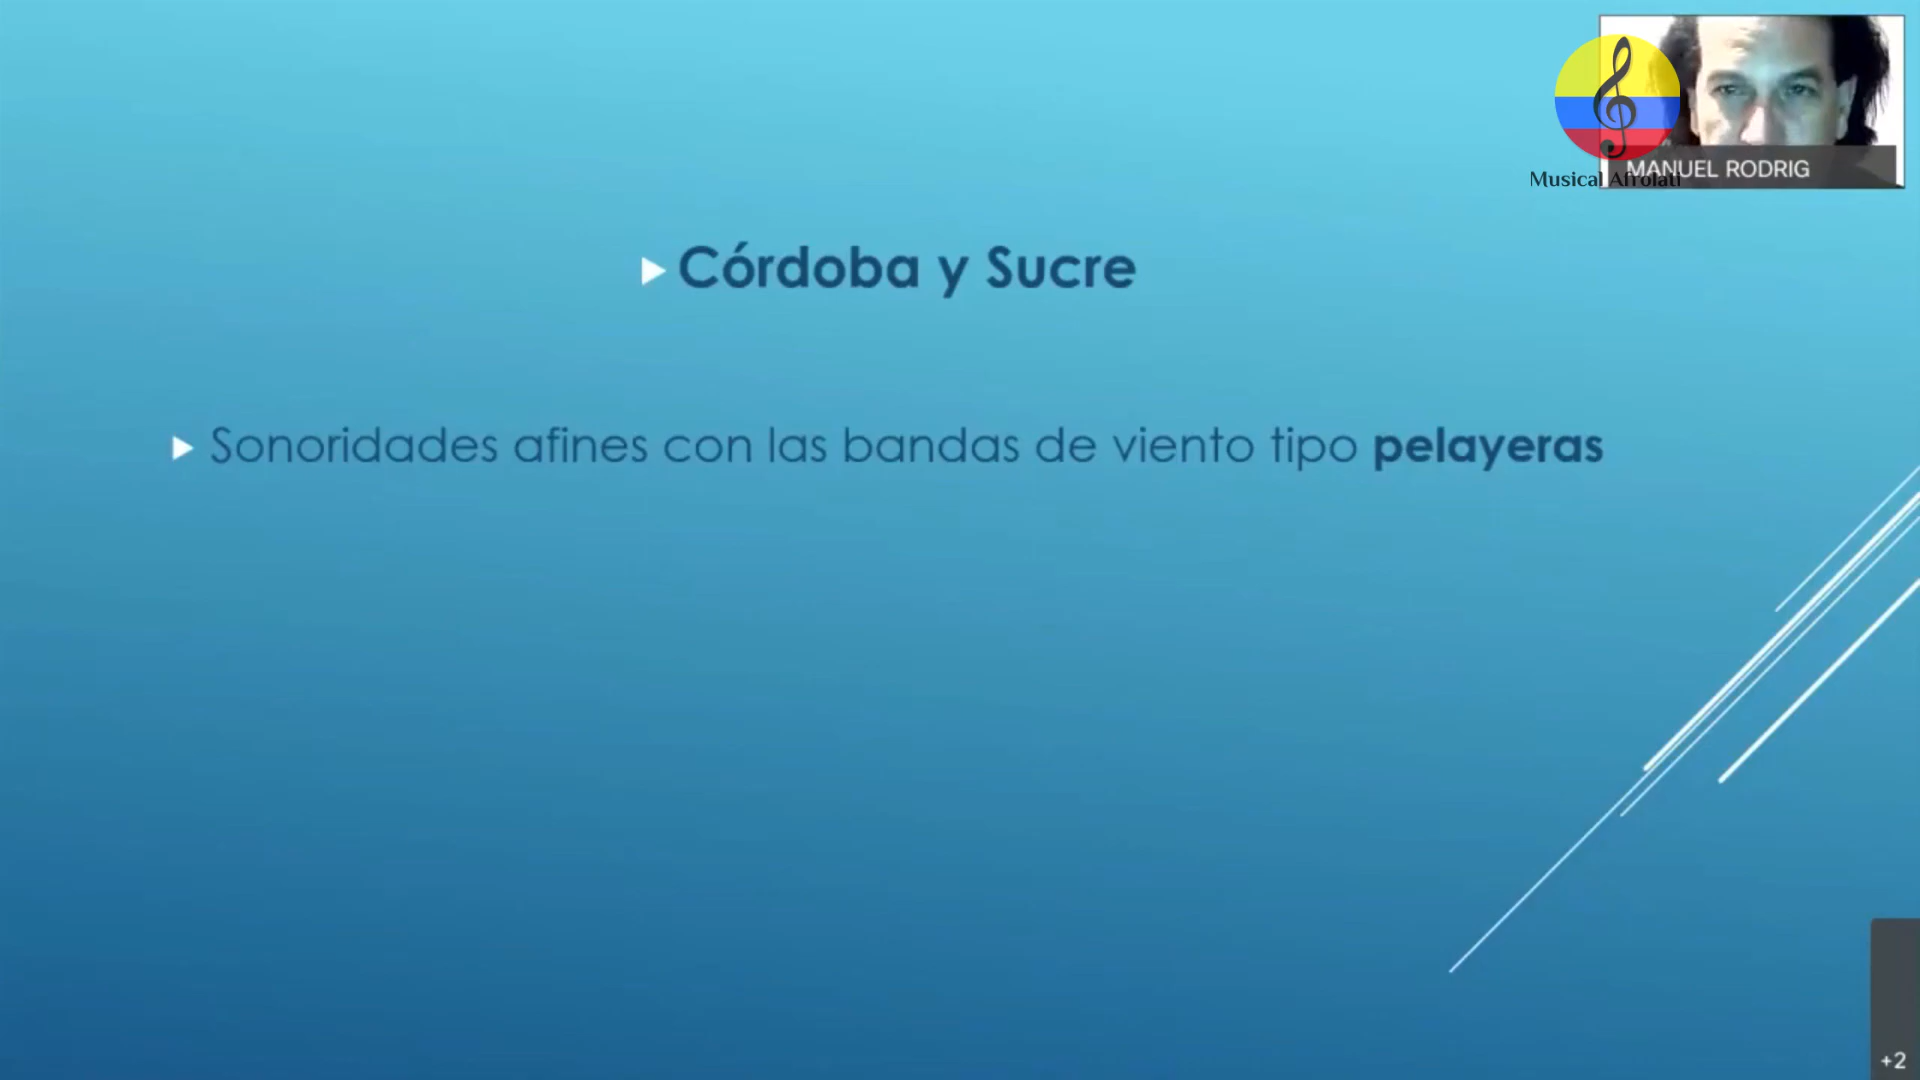 MANUEL RODRIG
Musical Afrolati
Córdoba y Sucre
Sonoridades afines con las bandas de viento tipo pelayeras
+2